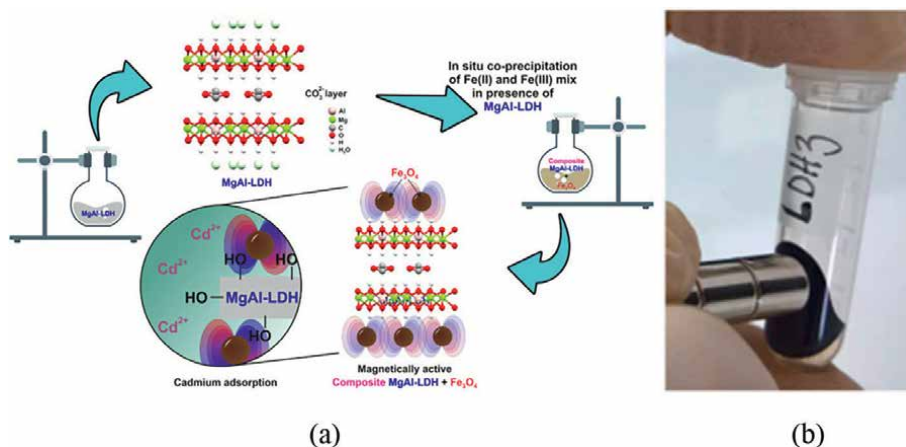 MgAl-LDH
CO₃²⁻ layer
Al
Mg
C
O
H
H₂O
MgAl-LDH
In situ co-precipitation
of Fe(II) and Fe(III) mix
in presence of
MgAl-LDH
Composite
MgAl-LDH
Fe₃O₄
Fe₃O₄
Magnetically active
Composite MgAl-LDH + Fe₃O₄
Cd²⁺
Cd²⁺
Cd²⁺
HO
HO
HO
MgAl-LDH
HO
Cadmium adsorption
(a)
LDH3
(b)